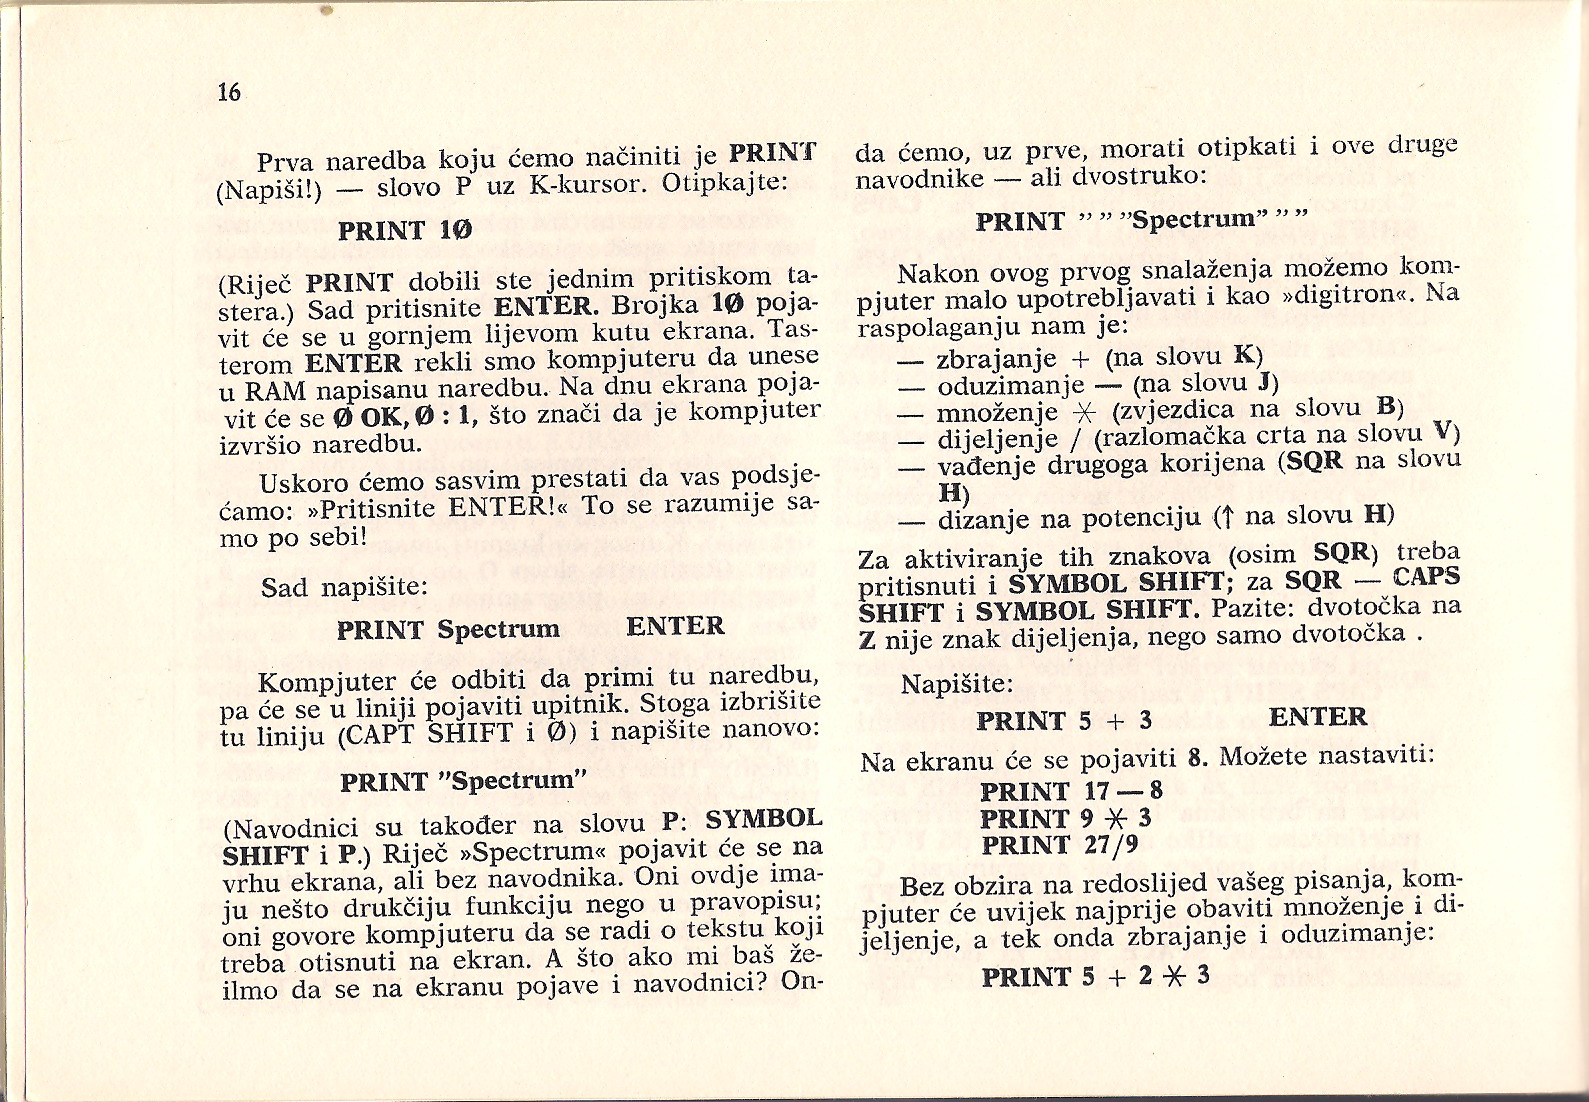 16
Prva naredba koju ćemo načiniti je PRINT
(Napiši!) — slovo P uz K-kursor. Otipkajte:
PRINT 1Ø
(Riječ PRINT dobili ste jednim pritiskom ta-
stera.) Sad pritisnite ENTER. Brojka 1Ø poja-
vit će se u gornjem lijevom kutu ekrana. Tas-
terom ENTER rekli smo kompjuteru da unese
u RAM napisanu naredbu. Na dnu ekrana poja-
vit će se Ø OK, Ø : 1, što znači da je kompjuter
izvršio naredbu.
Uskoro ćemo sasvim prestati da vas podsje-
ćamo: »Pritisnite ENTER!« To se razumije sa-
mo po sebi!
Sad napišite:
PRINT Spectrum ENTER
Kompjuter će odbiti da primi tu naredbu,
pa će se u liniji pojaviti upitnik. Stoga izbrišite
tu liniju (CAPT SHIFT i Ø) i napišite nanovo:
PRINT ”Spectrum”
(Navodnici su također na slovu P: SYMBOL
SHIFT i P.) Riječ »Spectrum« pojavit će se na
vrhu ekrana, ali bez navodnika. Oni ovdje ima-
ju nešto drukčiju funkciju nego u pravopisu;
oni govore kompjuteru da se radi o tekstu koji
treba otisnuti na ekran. A što ako mi baš že-
ilmo da se na ekranu pojave i navodnici? On-
da ćemo, uz prve, morati otipkati i ove druge
navodnike — ali dvostruko:
PRINT ” ” ”Spectrum” ” ”
Nakon ovog prvog snalaženja možemo kom-
pjuter malo upotrebljavati i kao »digitron«. Na
raspolaganju nam je:
— zbrajanje + (na slovu K)
— oduzimanje — (na slovu J)
— množenje * (zvjezdica na slovu B)
— dijeljenje / (razlomačka crta na slovu V)
— vađenje drugoga korijena (SQR na slovu
H)
— dizanje na potenciju (↑ na slovu H)
Za aktiviranje tih znakova (osim SQR) treba
pritisnuti i SYMBOL SHIFT; za SQR — CAPS
SHIFT i SYMBOL SHIFT. Pazite: dvotočka na
Z nije znak dijeljenja, nego samo dvotočka .
Napišite:
PRINT 5 + 3 ENTER
Na ekranu će se pojaviti 8. Možete nastaviti:
PRINT 17 — 8
PRINT 9 * 3
PRINT 27/9
Bez obzira na redoslijed vašeg pisanja, kom-
pjuter će uvijek najprije obaviti množenje i di-
jeljenje, a tek onda zbrajanje i oduzimanje:
PRINT 5 + 2 * 3